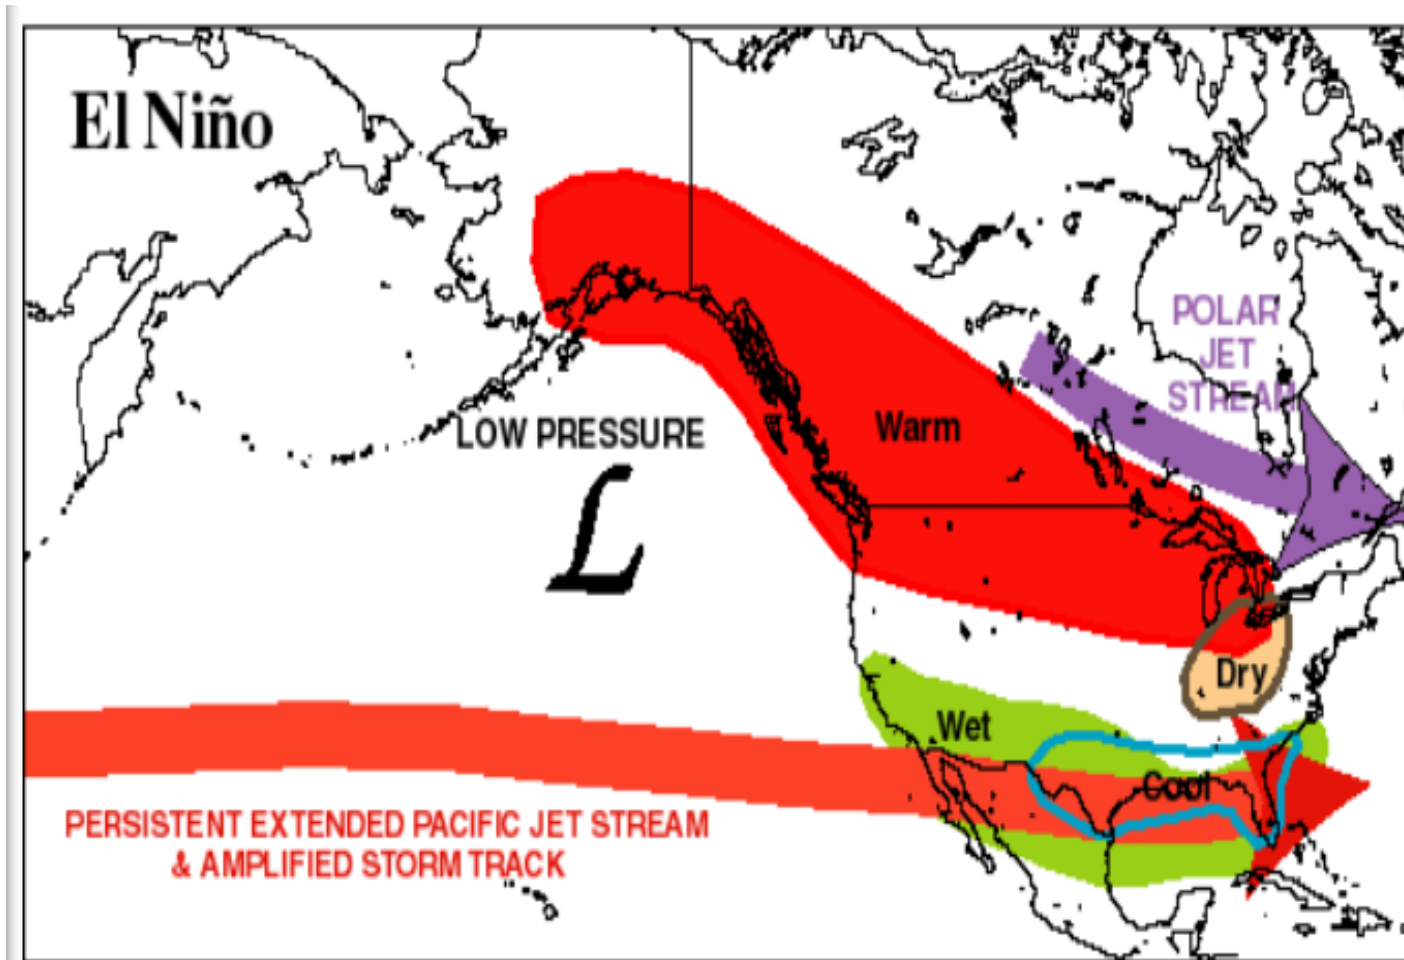 El Niño
POLAR
JET
STREAM
Warm
LOW PRESSURE
L
Dry
Wet
Cool
PERSISTENT EXTENDED PACIFIC JET STREAM
& AMPLIFIED STORM TRACK